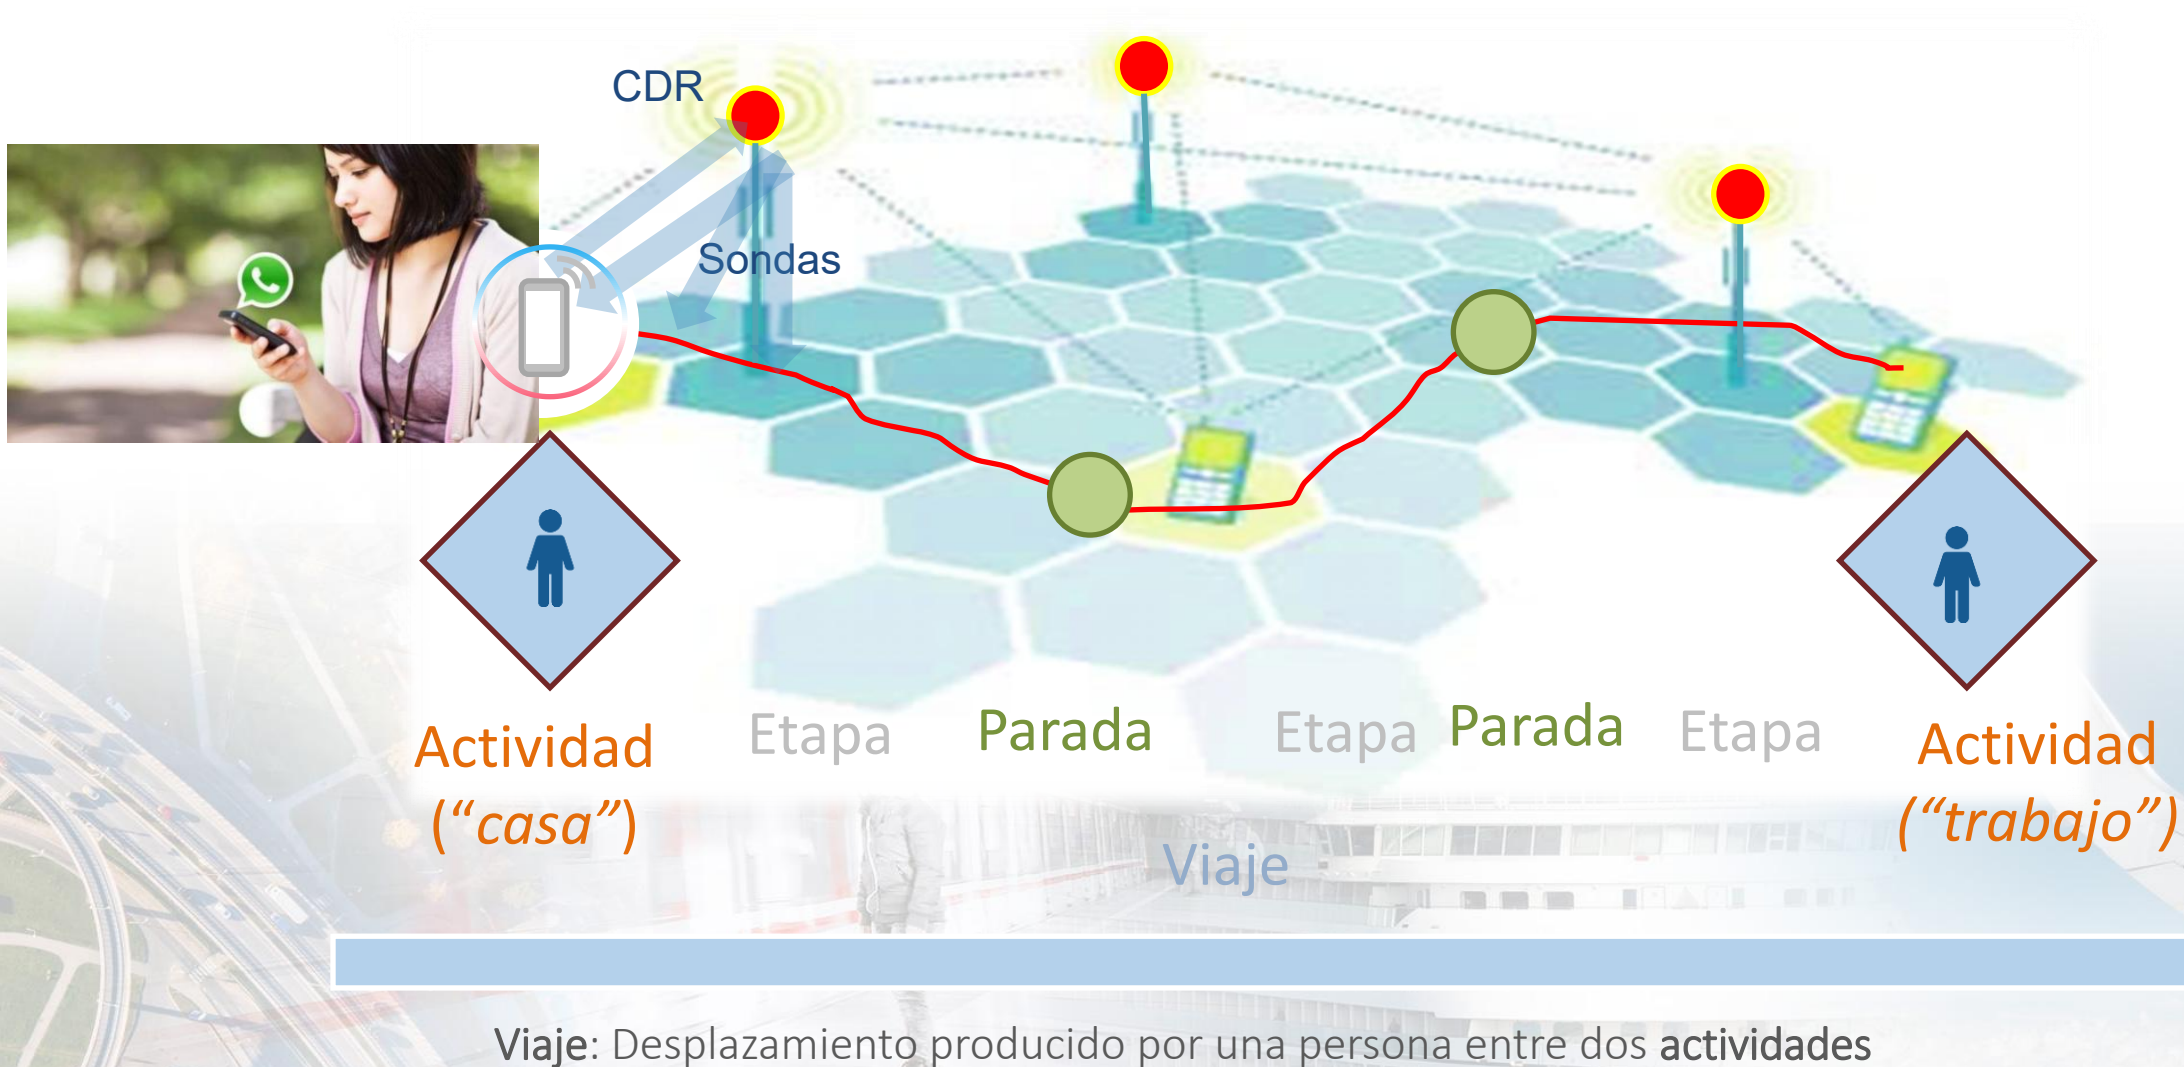 CDR
Sondas
Actividad
(“casa”)
Etapa
Parada
Etapa
Parada
Etapa
Actividad
(“trabajo”)
Viaje
Viaje: Desplazamiento producido por una persona entre dos actividades